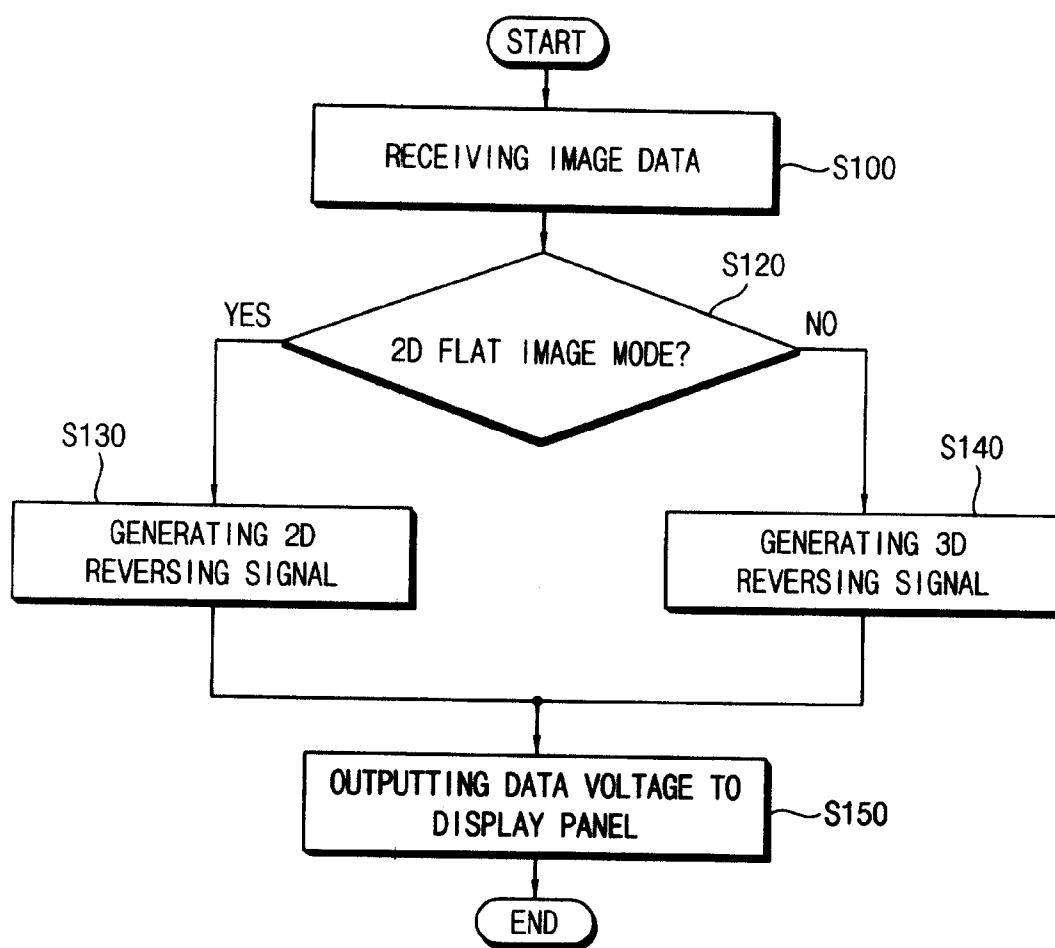 START
RECEIVING IMAGE DATA
S100
S120
YES
NO
2D FLAT IMAGE MODE?
S130
S140
GENERATING 2D
REVERSING SIGNAL
GENERATING 3D
REVERSING SIGNAL
OUTPUTTING DATA VOLTAGE TO
DISPLAY PANEL
S150
END